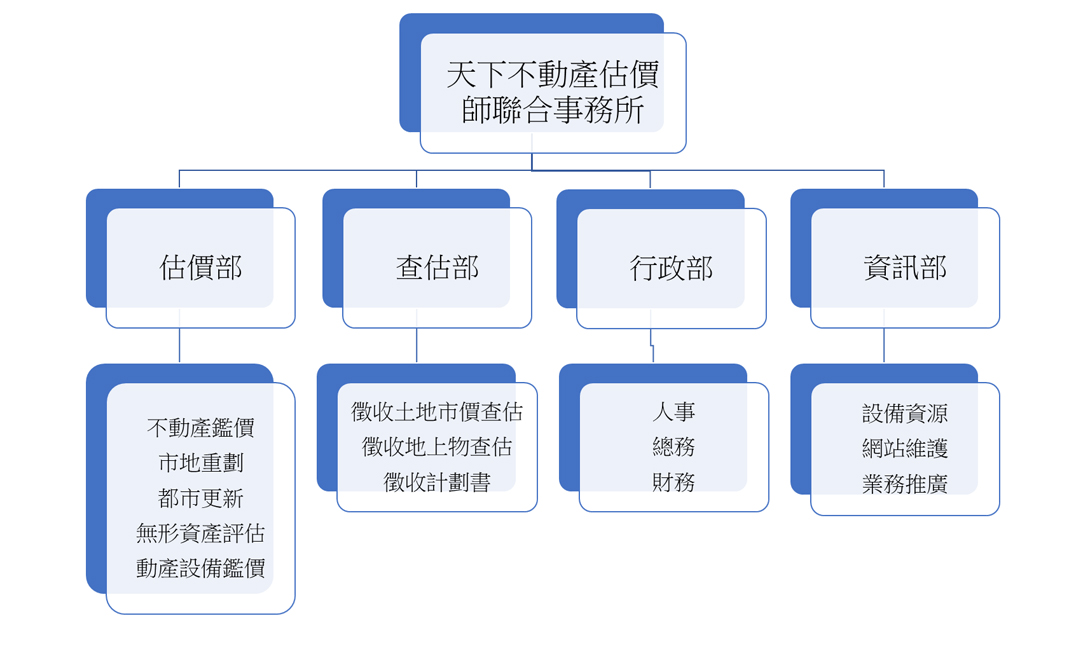 天下不動產估價
師聯合事務所
估價部
查估部
行政部
資訊部
不動產鑑價
市地重劃
都市更新
無形資產評估
動產設備鑑價
徵收土地市價查估
徵收地上物查估
徵收計劃書
人事
總務
財務
設備資源
網站維護
業務推廣